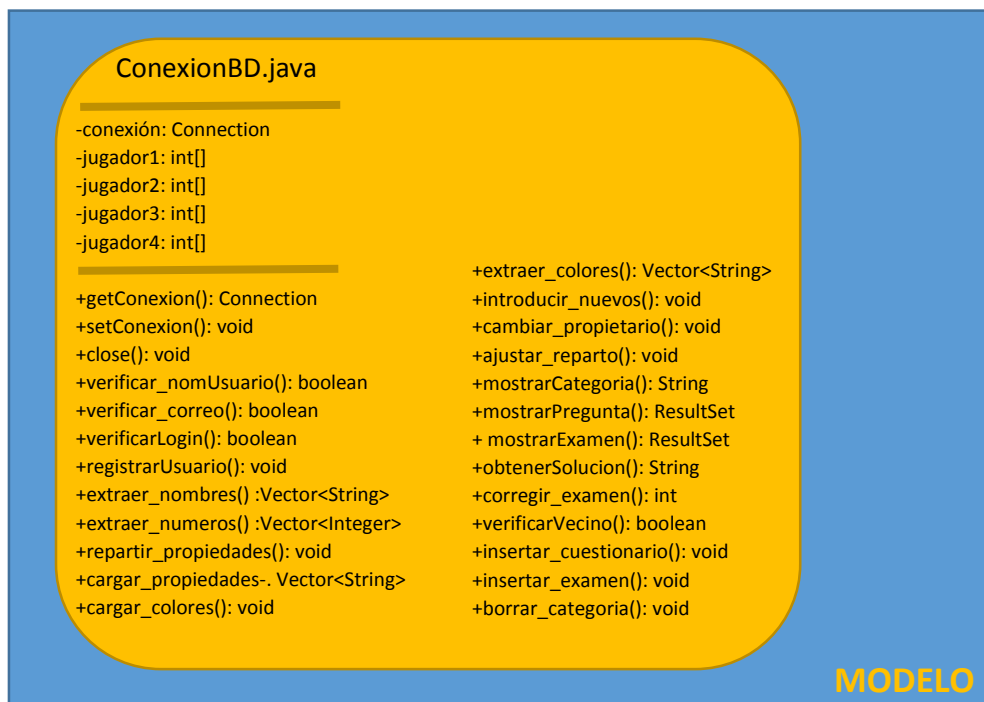 ConexionBD.java
-conexión: Connection
-jugador1: int[]
-jugador2: int[]
-jugador3: int[]
-jugador4: int[]
+getConexion(): Connection
+setConexion(): void
+close(): void
+verificar_nomUsuario(): boolean
+verificar_correo(): boolean
+verificarLogin(): boolean
+registrarUsuario(): void
+extraer_nombres() :Vector<String>
+extraer_numeros() :Vector<Integer>
+repartir_propiedades(): void
+cargar_propiedades-. Vector<String>
+cargar_colores(): void
+extraer_colores(): Vector<String>
+introducir_nuevos(): void
+cambiar_propietario(): void
+ajustar_reparto(): void
+mostrarCategoria(): String
+mostrarPregunta(): ResultSet
+ mostrarExamen(): ResultSet
+obtenerSolucion(): String
+corregir_examen(): int
+verificarVecino(): boolean
+insertar_cuestionario(): void
+insertar_examen(): void
+borrar_categoria(): void
MODELO